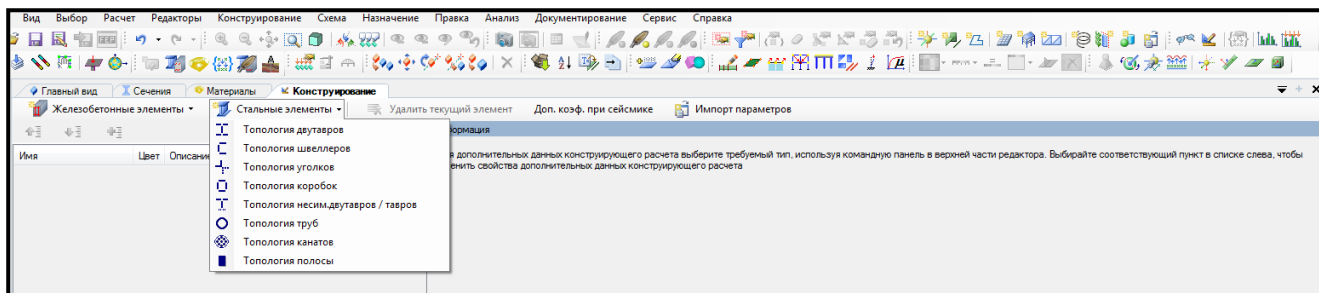 Вид Выбор Расчет Редакторы Конструирование Схема Назначение Правка Анализ Документирование Сервис Справка
Главный вид Сечения Материалы Конструирование
Железобетонные элементы Стальные элементы Удалить текущий элемент Доп. коэф. при сейсмике Импорт параметров
Топология двутавров
Топология швеллеров
Топология уголков
Топология коробок
Топология несим.двутавров / тавров
Топология труб
Топология канатов
Топология полосы
Имя Цвет Описание
дополнительных данных конструирующего расчета выберите требуемый тип, используя командную панель в верхней части редактора. Выбирайте соответствующий пункт в списке слева, чтобы
свойства дополнительных данных конструирующего расчета